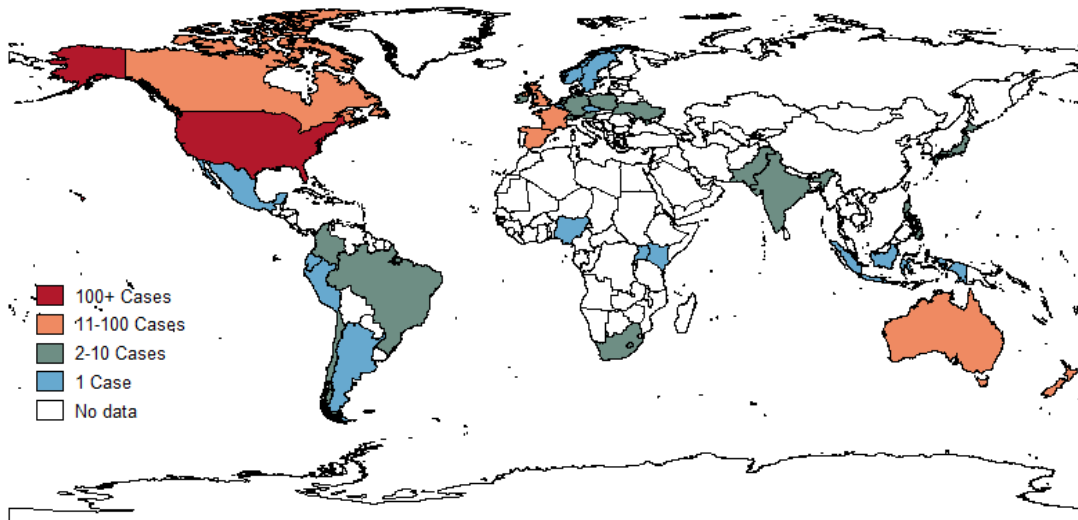 100+ Cases
11-100 Cases
2-10 Cases
1 Case
No data